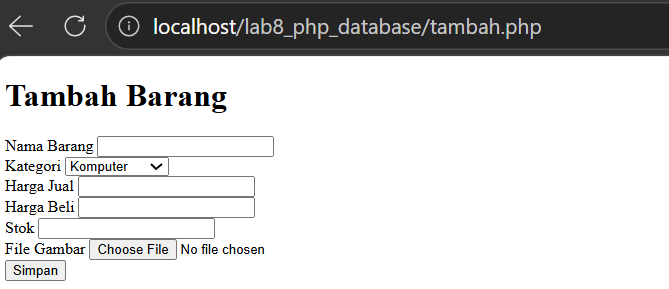 localhost/lab8_php_database/tambah.php
Tambah Barang
Nama Barang
Kategori Komputer
Harga Jual
Harga Beli
Stok
File Gambar Choose File No file chosen
Simpan